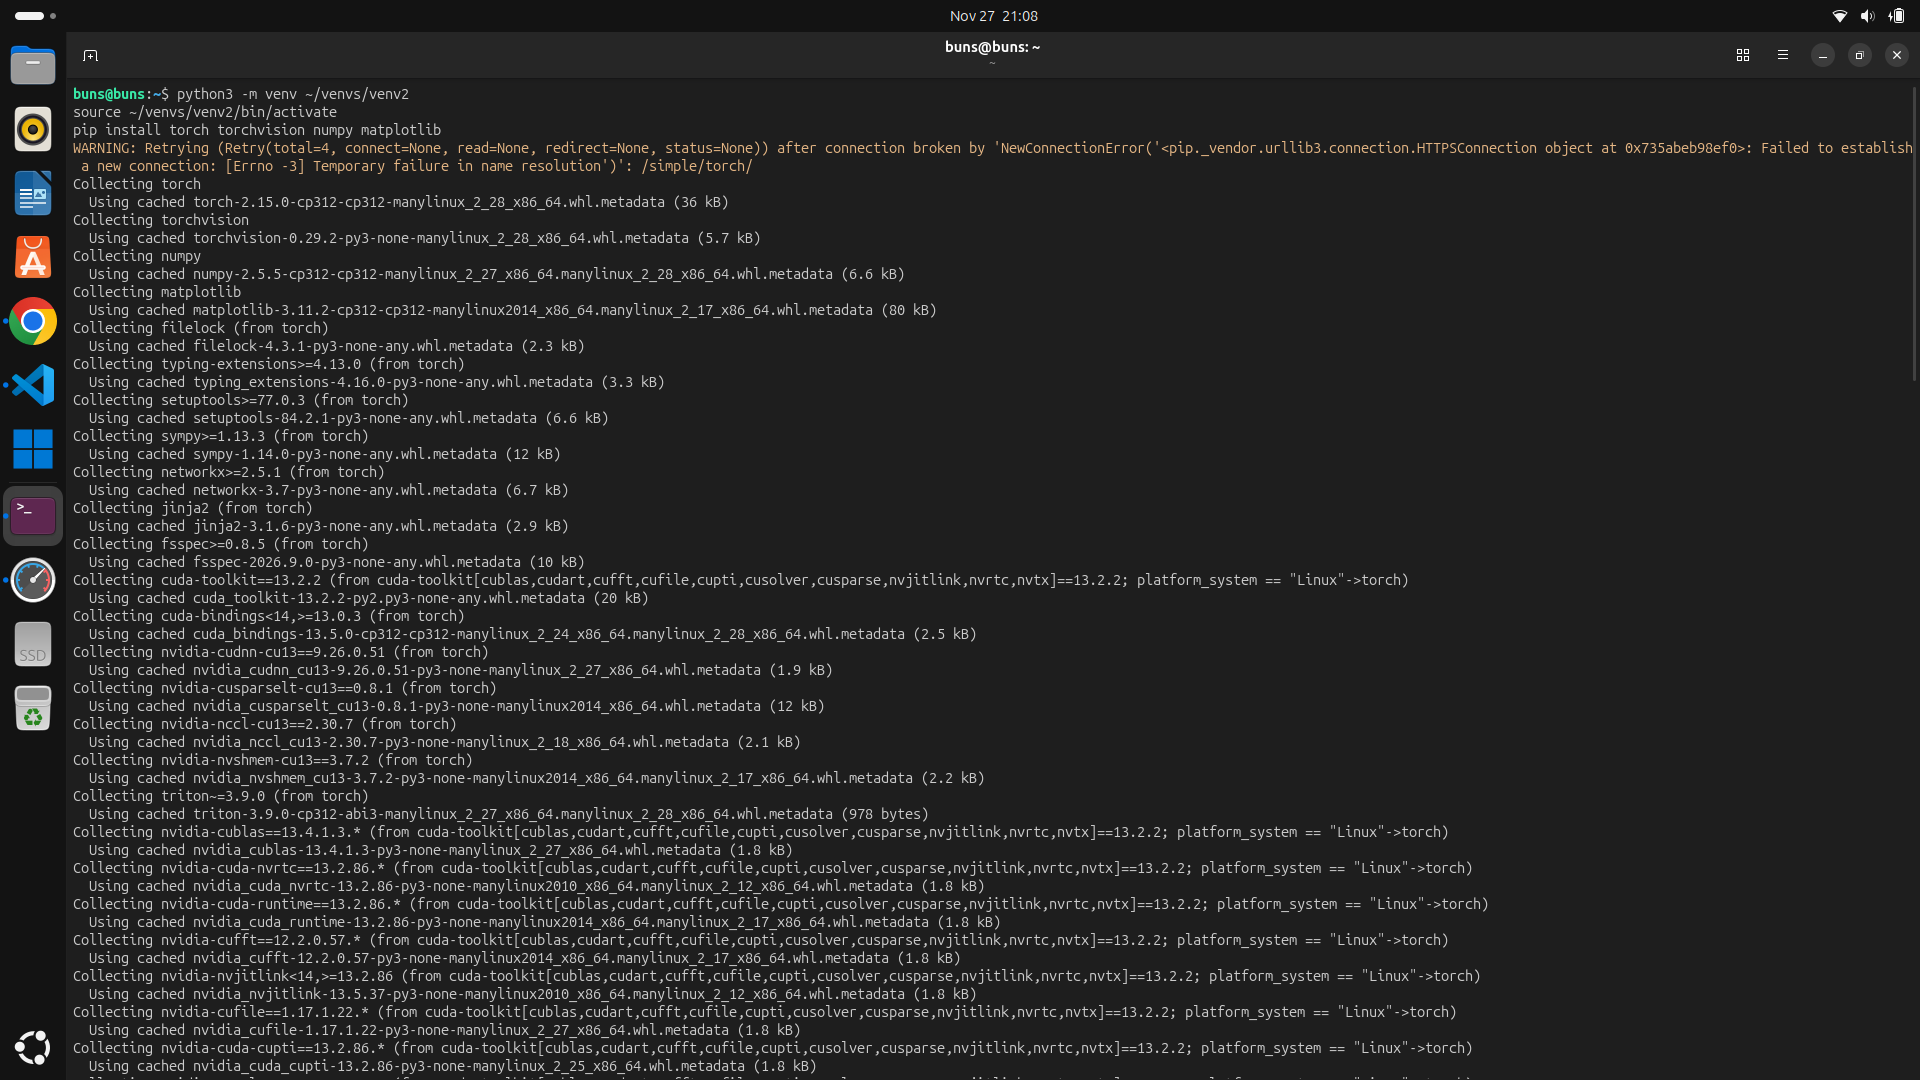 Nov 27 21:08
buns@buns: ~
~
buns@buns:~$ python3 -m venv ~/venvs/venv2
source ~/venvs/venv2/bin/activate
pip install torch torchvision numpy matplotlib
WARNING: Retrying (Retry(total=4, connect=None, read=None, redirect=None, status=None)) after connection broken by 'NewConnectionError('<pip._vendor.urllib3.connection.HTTPSConnection object at 0x735abeb98ef0>: Failed to establish
 a new connection: [Errno -3] Temporary failure in name resolution')': /simple/torch/
Collecting torch
  Using cached torch-2.15.0-cp312-cp312-manylinux_2_28_x86_64.whl.metadata (36 kB)
Collecting torchvision
  Using cached torchvision-0.29.2-py3-none-manylinux_2_28_x86_64.whl.metadata (5.7 kB)
Collecting numpy
  Using cached numpy-2.5.5-cp312-cp312-manylinux_2_27_x86_64.manylinux_2_28_x86_64.whl.metadata (6.6 kB)
Collecting matplotlib
  Using cached matplotlib-3.11.2-cp312-cp312-manylinux2014_x86_64.manylinux_2_17_x86_64.whl.metadata (80 kB)
Collecting filelock (from torch)
  Using cached filelock-4.3.1-py3-none-any.whl.metadata (2.3 kB)
Collecting typing-extensions>=4.13.0 (from torch)
  Using cached typing_extensions-4.16.0-py3-none-any.whl.metadata (3.3 kB)
Collecting setuptools>=77.0.3 (from torch)
  Using cached setuptools-84.2.1-py3-none-any.whl.metadata (6.6 kB)
Collecting sympy>=1.13.3 (from torch)
  Using cached sympy-1.14.0-py3-none-any.whl.metadata (12 kB)
Collecting networkx>=2.5.1 (from torch)
  Using cached networkx-3.7-py3-none-any.whl.metadata (6.7 kB)
Collecting jinja2 (from torch)
  Using cached jinja2-3.1.6-py3-none-any.whl.metadata (2.9 kB)
Collecting fsspec>=0.8.5 (from torch)
  Using cached fsspec-2026.9.0-py3-none-any.whl.metadata (10 kB)
Collecting cuda-toolkit==13.2.2 (from cuda-toolkit[cublas,cudart,cufft,cufile,cupti,cusolver,cusparse,nvjitlink,nvrtc,nvtx]==13.2.2; platform_system == "Linux"->torch)
  Using cached cuda_toolkit-13.2.2-py2.py3-none-any.whl.metadata (20 kB)
Collecting cuda-bindings<14,>=13.0.3 (from torch)
  Using cached cuda_bindings-13.5.0-cp312-cp312-manylinux_2_24_x86_64.manylinux_2_28_x86_64.whl.metadata (2.5 kB)
Collecting nvidia-cudnn-cu13==9.26.0.51 (from torch)
  Using cached nvidia_cudnn_cu13-9.26.0.51-py3-none-manylinux_2_27_x86_64.whl.metadata (1.9 kB)
Collecting nvidia-cusparselt-cu13==0.8.1 (from torch)
  Using cached nvidia_cusparselt_cu13-0.8.1-py3-none-manylinux2014_x86_64.whl.metadata (12 kB)
Collecting nvidia-nccl-cu13==2.30.7 (from torch)
  Using cached nvidia_nccl_cu13-2.30.7-py3-none-manylinux_2_18_x86_64.whl.metadata (2.1 kB)
Collecting nvidia-nvshmem-cu13==3.7.2 (from torch)
  Using cached nvidia_nvshmem_cu13-3.7.2-py3-none-manylinux2014_x86_64.manylinux_2_17_x86_64.whl.metadata (2.2 kB)
Collecting triton~=3.9.0 (from torch)
  Using cached triton-3.9.0-cp312-abi3-manylinux_2_27_x86_64.manylinux_2_28_x86_64.whl.metadata (978 bytes)
Collecting nvidia-cublas==13.4.1.3.* (from cuda-toolkit[cublas,cudart,cufft,cufile,cupti,cusolver,cusparse,nvjitlink,nvrtc,nvtx]==13.2.2; platform_system == "Linux"->torch)
  Using cached nvidia_cublas-13.4.1.3-py3-none-manylinux_2_27_x86_64.whl.metadata (1.8 kB)
Collecting nvidia-cuda-nvrtc==13.2.86.* (from cuda-toolkit[cublas,cudart,cufft,cufile,cupti,cusolver,cusparse,nvjitlink,nvrtc,nvtx]==13.2.2; platform_system == "Linux"->torch)
  Using cached nvidia_cuda_nvrtc-13.2.86-py3-none-manylinux2010_x86_64.manylinux_2_12_x86_64.whl.metadata (1.8 kB)
Collecting nvidia-cuda-runtime==13.2.86.* (from cuda-toolkit[cublas,cudart,cufft,cufile,cupti,cusolver,cusparse,nvjitlink,nvrtc,nvtx]==13.2.2; platform_system == "Linux"->torch)
  Using cached nvidia_cuda_runtime-13.2.86-py3-none-manylinux2014_x86_64.manylinux_2_17_x86_64.whl.metadata (1.8 kB)
Collecting nvidia-cufft==12.2.0.57.* (from cuda-toolkit[cublas,cudart,cufft,cufile,cupti,cusolver,cusparse,nvjitlink,nvrtc,nvtx]==13.2.2; platform_system == "Linux"->torch)
  Using cached nvidia_cufft-12.2.0.57-py3-none-manylinux2014_x86_64.manylinux_2_17_x86_64.whl.metadata (1.8 kB)
Collecting nvidia-nvjitlink<14,>=13.2.86 (from cuda-toolkit[cublas,cudart,cufft,cufile,cupti,cusolver,cusparse,nvjitlink,nvrtc,nvtx]==13.2.2; platform_system == "Linux"->torch)
  Using cached nvidia_nvjitlink-13.5.37-py3-none-manylinux2010_x86_64.manylinux_2_12_x86_64.whl.metadata (1.8 kB)
Collecting nvidia-cufile==1.17.1.22.* (from cuda-toolkit[cublas,cudart,cufft,cufile,cupti,cusolver,cusparse,nvjitlink,nvrtc,nvtx]==13.2.2; platform_system == "Linux"->torch)
  Using cached nvidia_cufile-1.17.1.22-py3-none-manylinux_2_27_x86_64.whl.metadata (1.8 kB)
Collecting nvidia-cuda-cupti==13.2.86.* (from cuda-toolkit[cublas,cudart,cufft,cufile,cupti,cusolver,cusparse,nvjitlink,nvrtc,nvtx]==13.2.2; platform_system == "Linux"->torch)
  Using cached nvidia_cuda_cupti-13.2.86-py3-none-manylinux_2_25_x86_64.whl.metadata (1.8 kB)
>_
SSD